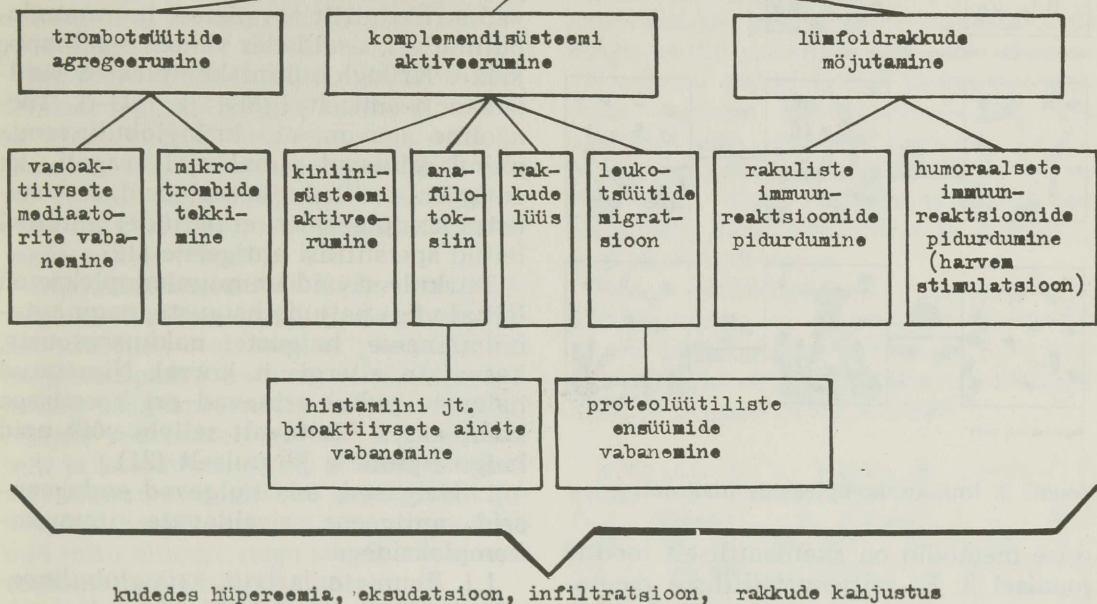 trombotsüütide
agregeerumine
komplemendisüsteemi
aktiveerumine
lümfoidrakkude
mõjutamine
vasoak-
tiivsete
mediaato-
rite vaba-
nemine
mikro-
trombide
tekki-
mine
kiniini-
süsteemi
aktivee-
rumine
ana-
fülo-
tok-
siin
rak-
kude
lüüs
leuko-
tsüütide
migrat-
sioon
rakuliste
immuun-
reaktsioonide
pidurdumine
humoraalsete
immuun-
reaktsioonide
pidurdumine
(harvem
stimulatsioon)
histamiini jt.
bioaktiivsete ainete
vabanemine
proteolüütiliste
ensüümide
vabanemine
kudedes hüpereemia, eksudatsioon, infiltratsioon, rakkude kahjustus